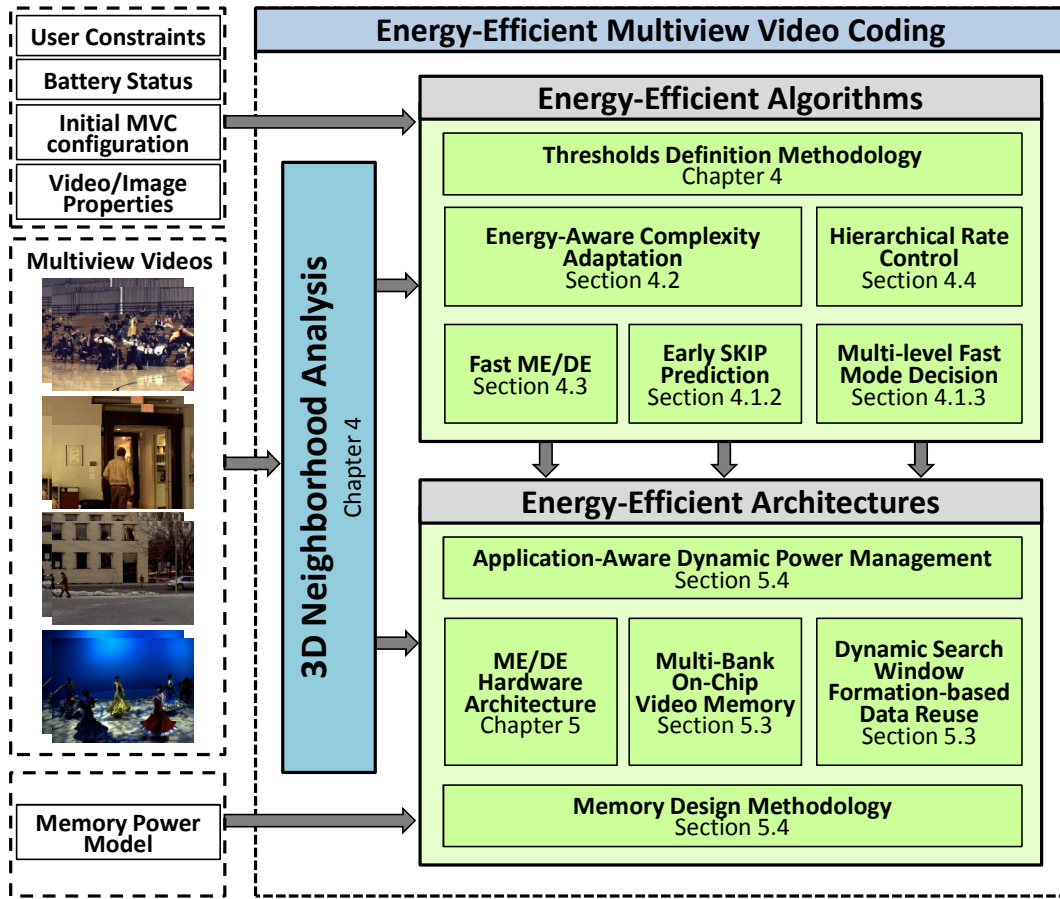 User Constraints
Battery Status
Initial MVC
configuration
Video/Image
Properties
Multiview Videos
Memory Power
Model
Energy-Efficient Multiview Video Coding
3D Neighborhood Analysis
Chapter 4
Energy-Efficient Algorithms
Thresholds Definition Methodology
Chapter 4
Energy-Aware Complexity
Adaptation
Section 4.2
Hierarchical Rate
Control
Section 4.4
Fast ME/DE
Section 4.3
Early SKIP
Prediction
Section 4.1.2
Multi-level Fast
Mode Decision
Section 4.1.3
Energy-Efficient Architectures
Application-Aware Dynamic Power Management
Section 5.4
ME/DE
Hardware
Architecture
Chapter 5
Multi-Bank
On-Chip
Video Memory
Section 5.3
Dynamic Search
Window
Formation-based
Data Reuse
Section 5.3
Memory Design Methodology
Section 5.4